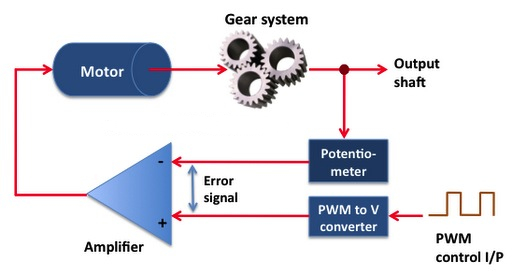 Gear system
Motor
Output
shaft
Potentio-
meter
-
Error
signal
+
PWM to V
converter
Amplifier
PWM
control I/P